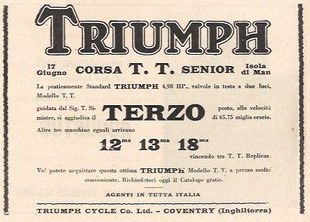 TRIUMPH
17 Giugno CORSA T. T. SENIOR Isola di Man
La praticamente Standard TRIUMPH 4,98 HP., valvole in testa a due luci,
Modello T. T.
guidata dal Sig. T. Si-
mister, si aggiudica il TERZO posto, alla velocità
di 65,75 miglia orarie.
Altre tre macchine eguali arrivano
12ma 13ma 18ma
vincendo tre T. T. Replicas.
Voi potete acquistare questa ottima TRIUMPH, Modello T. T, a prezzo molto
conveniente. Richiedeteci oggi il Catalogo gratis.
AGENTI IN TUTTA ITALIA
TRIUMPH CYCLE Co. Ltd. - COVENTRY (Inghilterra)